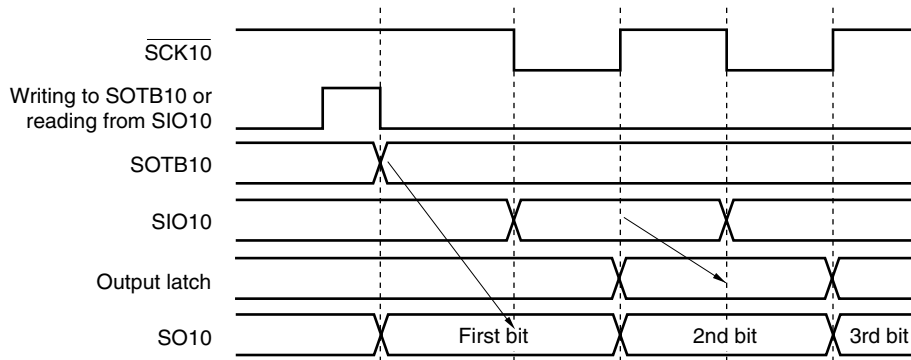 SCK10
Writing to SOTB10 or
reading from SIO10
SOTB10
SIO10
Output latch
SO10
First bit
2nd bit
3rd bit